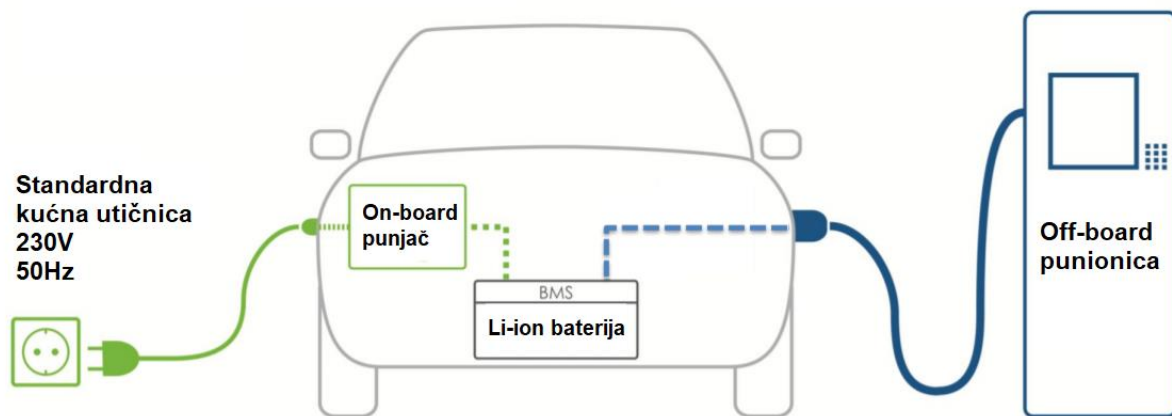 Standardna
kućna utičnica
230V
50Hz
On-board
punjač
BMS
Li-ion baterija
Off-board
punionica